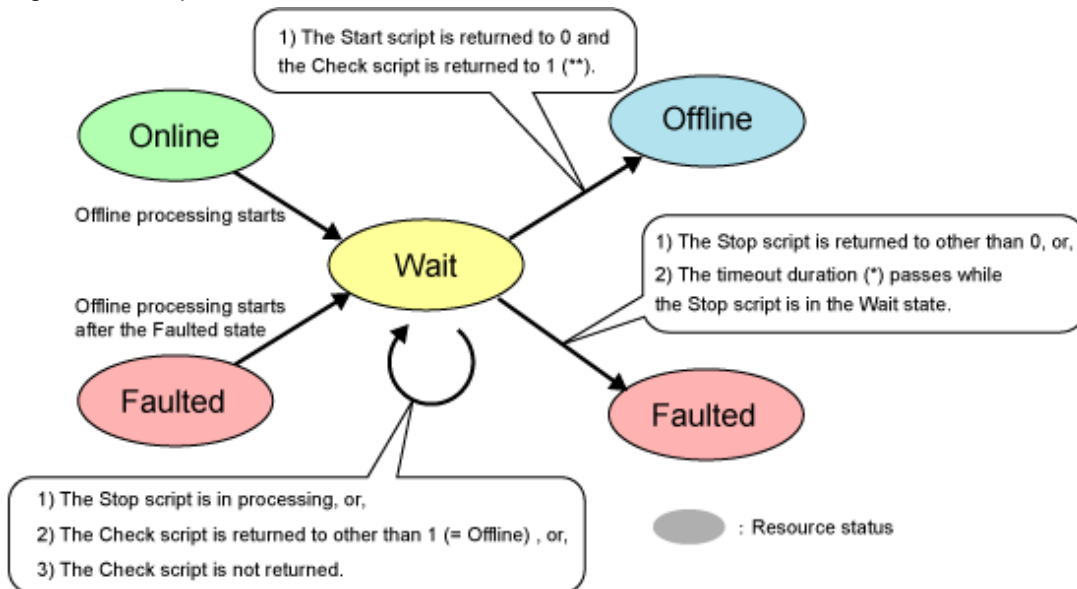 1) The Start script is returned to 0 and
the Check script is returned to 1 (**).
Online
Offline
Offline processing starts
Wait
1) The Stop script is returned to other than 0, or,
2) The timeout duration (*) passes while
the Stop script is in the Wait state.
Offline processing starts
after the Faulted state
Faulted
Faulted
1) The Stop script is in processing, or,
2) The Check script is returned to other than 1 (= Offline) , or,
3) The Check script is not returned.
: Resource status